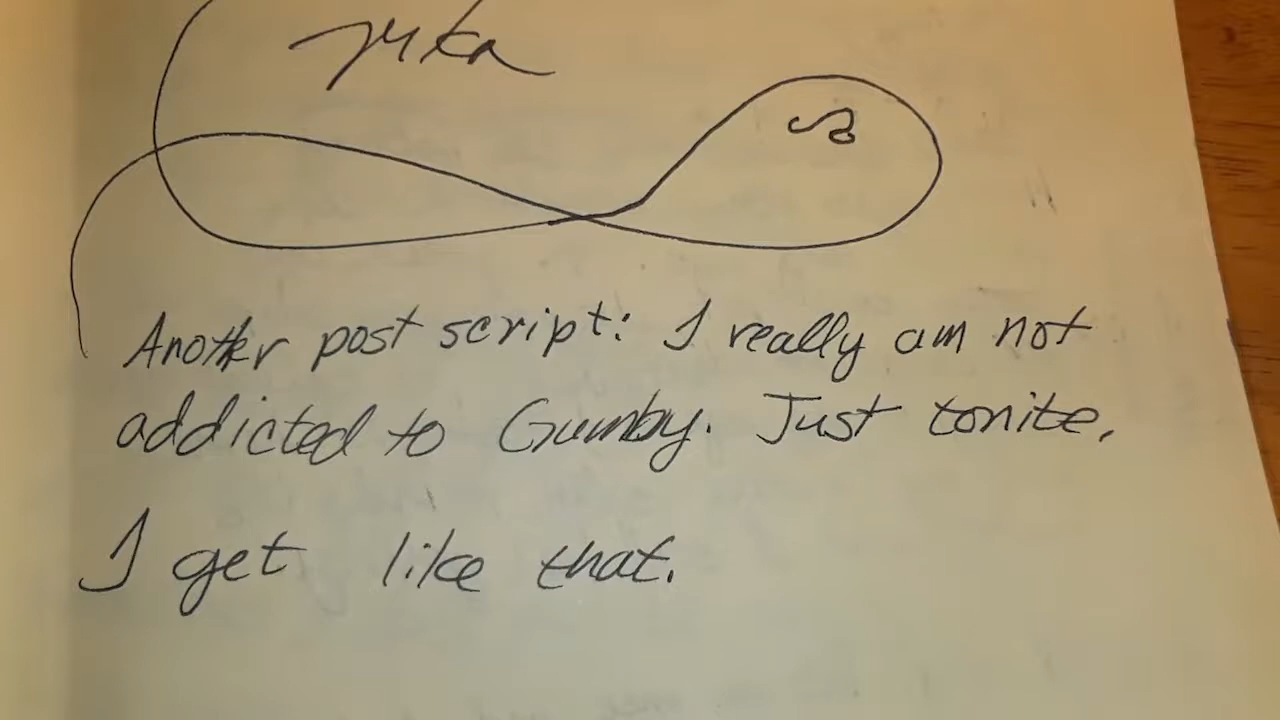 Another post script: I really am not
addicted to Gumby. Just tonite.
I get like that.